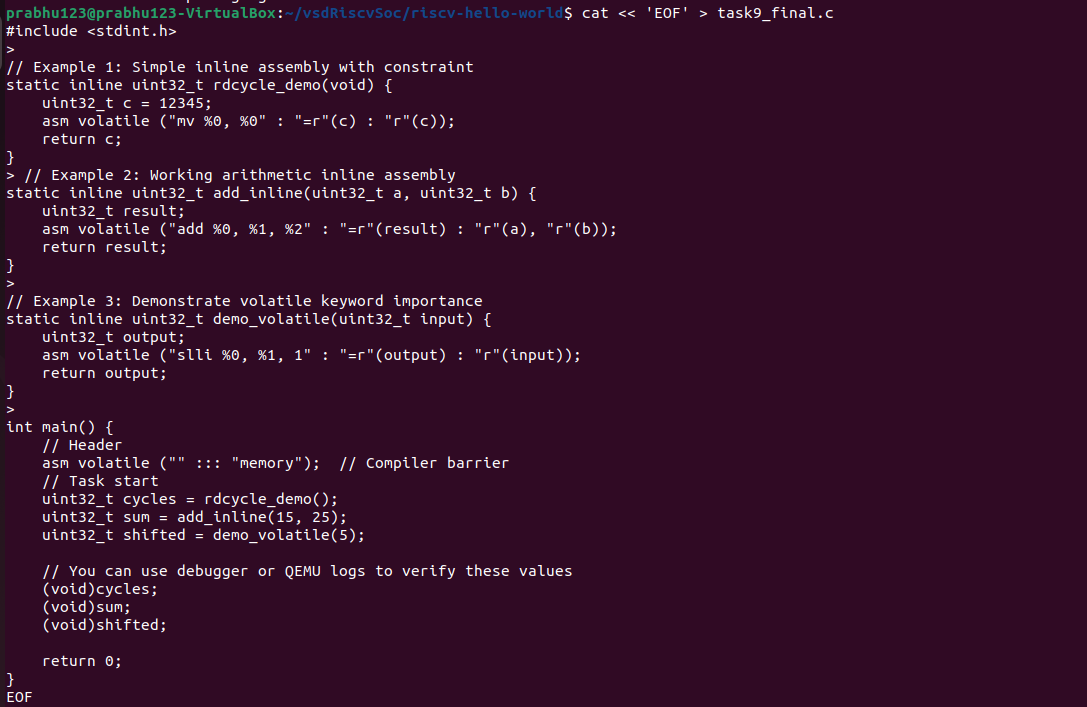 prabhu123@prabhu123-VirtualBox:~/vsdRiscvSoc/riscv-hello-world$ cat << 'EOF' > task9_final.c
#include <stdint.h>
>
// Example 1: Simple inline assembly with constraint
static inline uint32_t rdcycle_demo(void) {
    uint32_t c = 12345;
    asm volatile ("mv %0, %0" : "=r"(c) : "r"(c));
    return c;
}
> // Example 2: Working arithmetic inline assembly
static inline uint32_t add_inline(uint32_t a, uint32_t b) {
    uint32_t result;
    asm volatile ("add %0, %1, %2" : "=r"(result) : "r"(a), "r"(b));
    return result;
}
>
// Example 3: Demonstrate volatile keyword importance
static inline uint32_t demo_volatile(uint32_t input) {
    uint32_t output;
    asm volatile ("slli %0, %1, 1" : "=r"(output) : "r"(input));
    return output;
}
>
int main() {
    // Header
    asm volatile ("" ::: "memory");  // Compiler barrier
    // Task start
    uint32_t cycles = rdcycle_demo();
    uint32_t sum = add_inline(15, 25);
    uint32_t shifted = demo_volatile(5);

    // You can use debugger or QEMU logs to verify these values
    (void)cycles;
    (void)sum;
    (void)shifted;

    return 0;
}
EOF